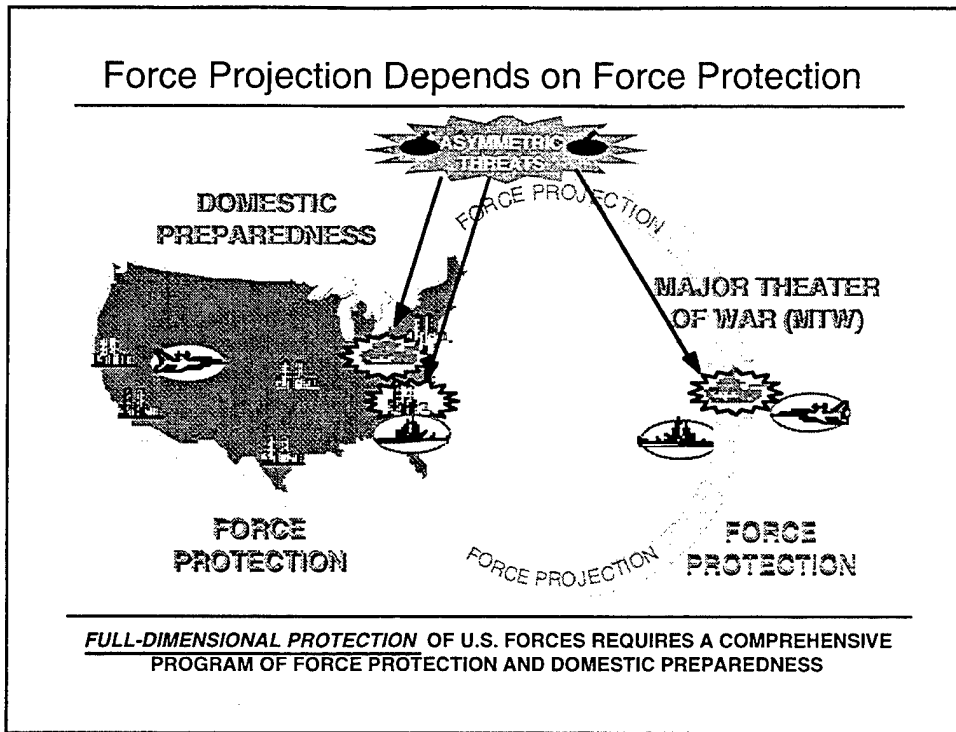 Force Projection Depends on Force Protection
ASYMMETRIC
THREATS
FORCE PROJECTION
DOMESTIC
PREPAREDNESS
MAJOR THEATER
OF WAR (MTW)
FORCE
PROTECTION
FORCE PROJECTION
FORCE
PROTECTION
FULL-DIMENSIONAL PROTECTION OF U.S. FORCES REQUIRES A COMPREHENSIVE
PROGRAM OF FORCE PROTECTION AND DOMESTIC PREPAREDNESS